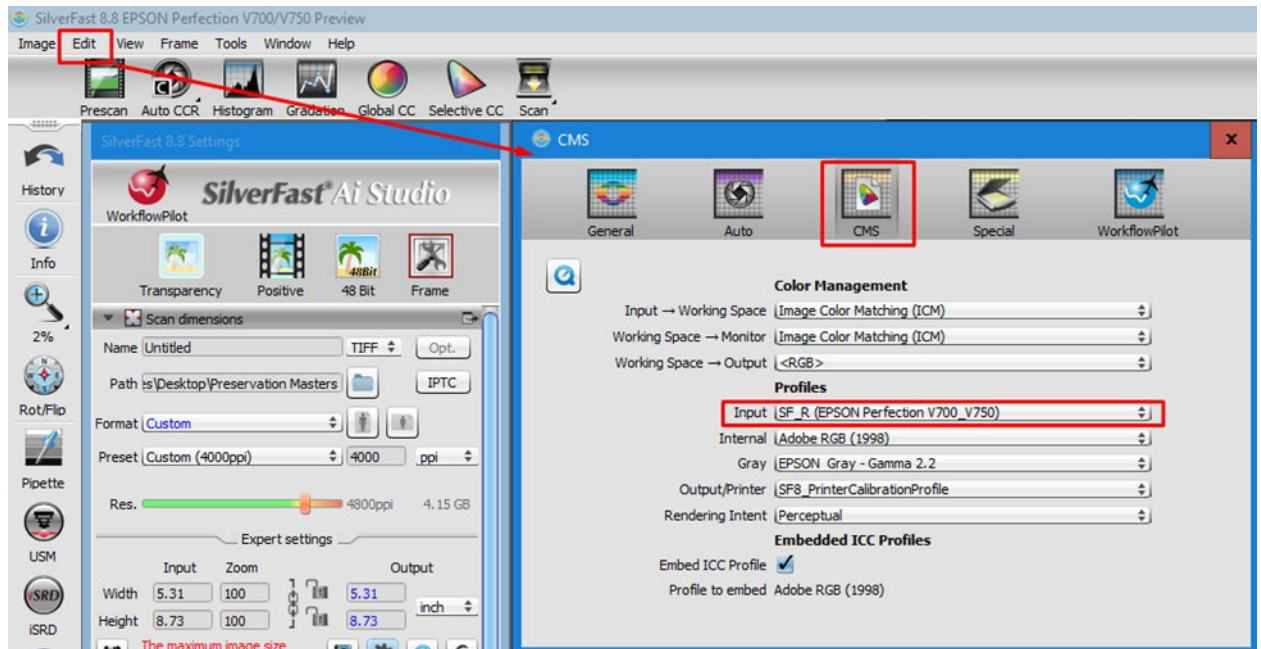 SilverFast 8.8 EPSON Perfection V700/V750 Preview
Image Edit View Frame Tools Window Help
Prescan Auto CCR Histogram Gradation Global CC Selective CC Scan
History
Info
2%
Rot/Flip
Pipette
USM
iSRD
iSRD
SilverFast 8.8 Settings
WorkflowPilot
SilverFast® Ai Studio
48Bit
Transparency Positive 48 Bit Frame
Scan dimensions
Name Untitled TIFF Opt.
Path es\Desktop\Preservation Masters IPTC
Format Custom
Preset Custom (4000ppi) 4000 ppi
Res. 4800ppi 4.15 GB
Expert settings
Input Zoom Output
Width 5.31 100 5.31
inch
Height 8.73 100 8.73
The maximum image size
CMS x
General Auto CMS Special WorkflowPilot
Color Management
Input → Working Space Image Color Matching (ICM)
Working Space → Monitor Image Color Matching (ICM)
Working Space → Output <RGB>
Profiles
Input SF_R (EPSON Perfection V700_V750)
Internal Adobe RGB (1998)
Gray EPSON Gray - Gamma 2.2
Output/Printer SF8_PrinterCalibrationProfile
Rendering Intent Perceptual
Embedded ICC Profiles
Embed ICC Profile
Profile to embed Adobe RGB (1998)